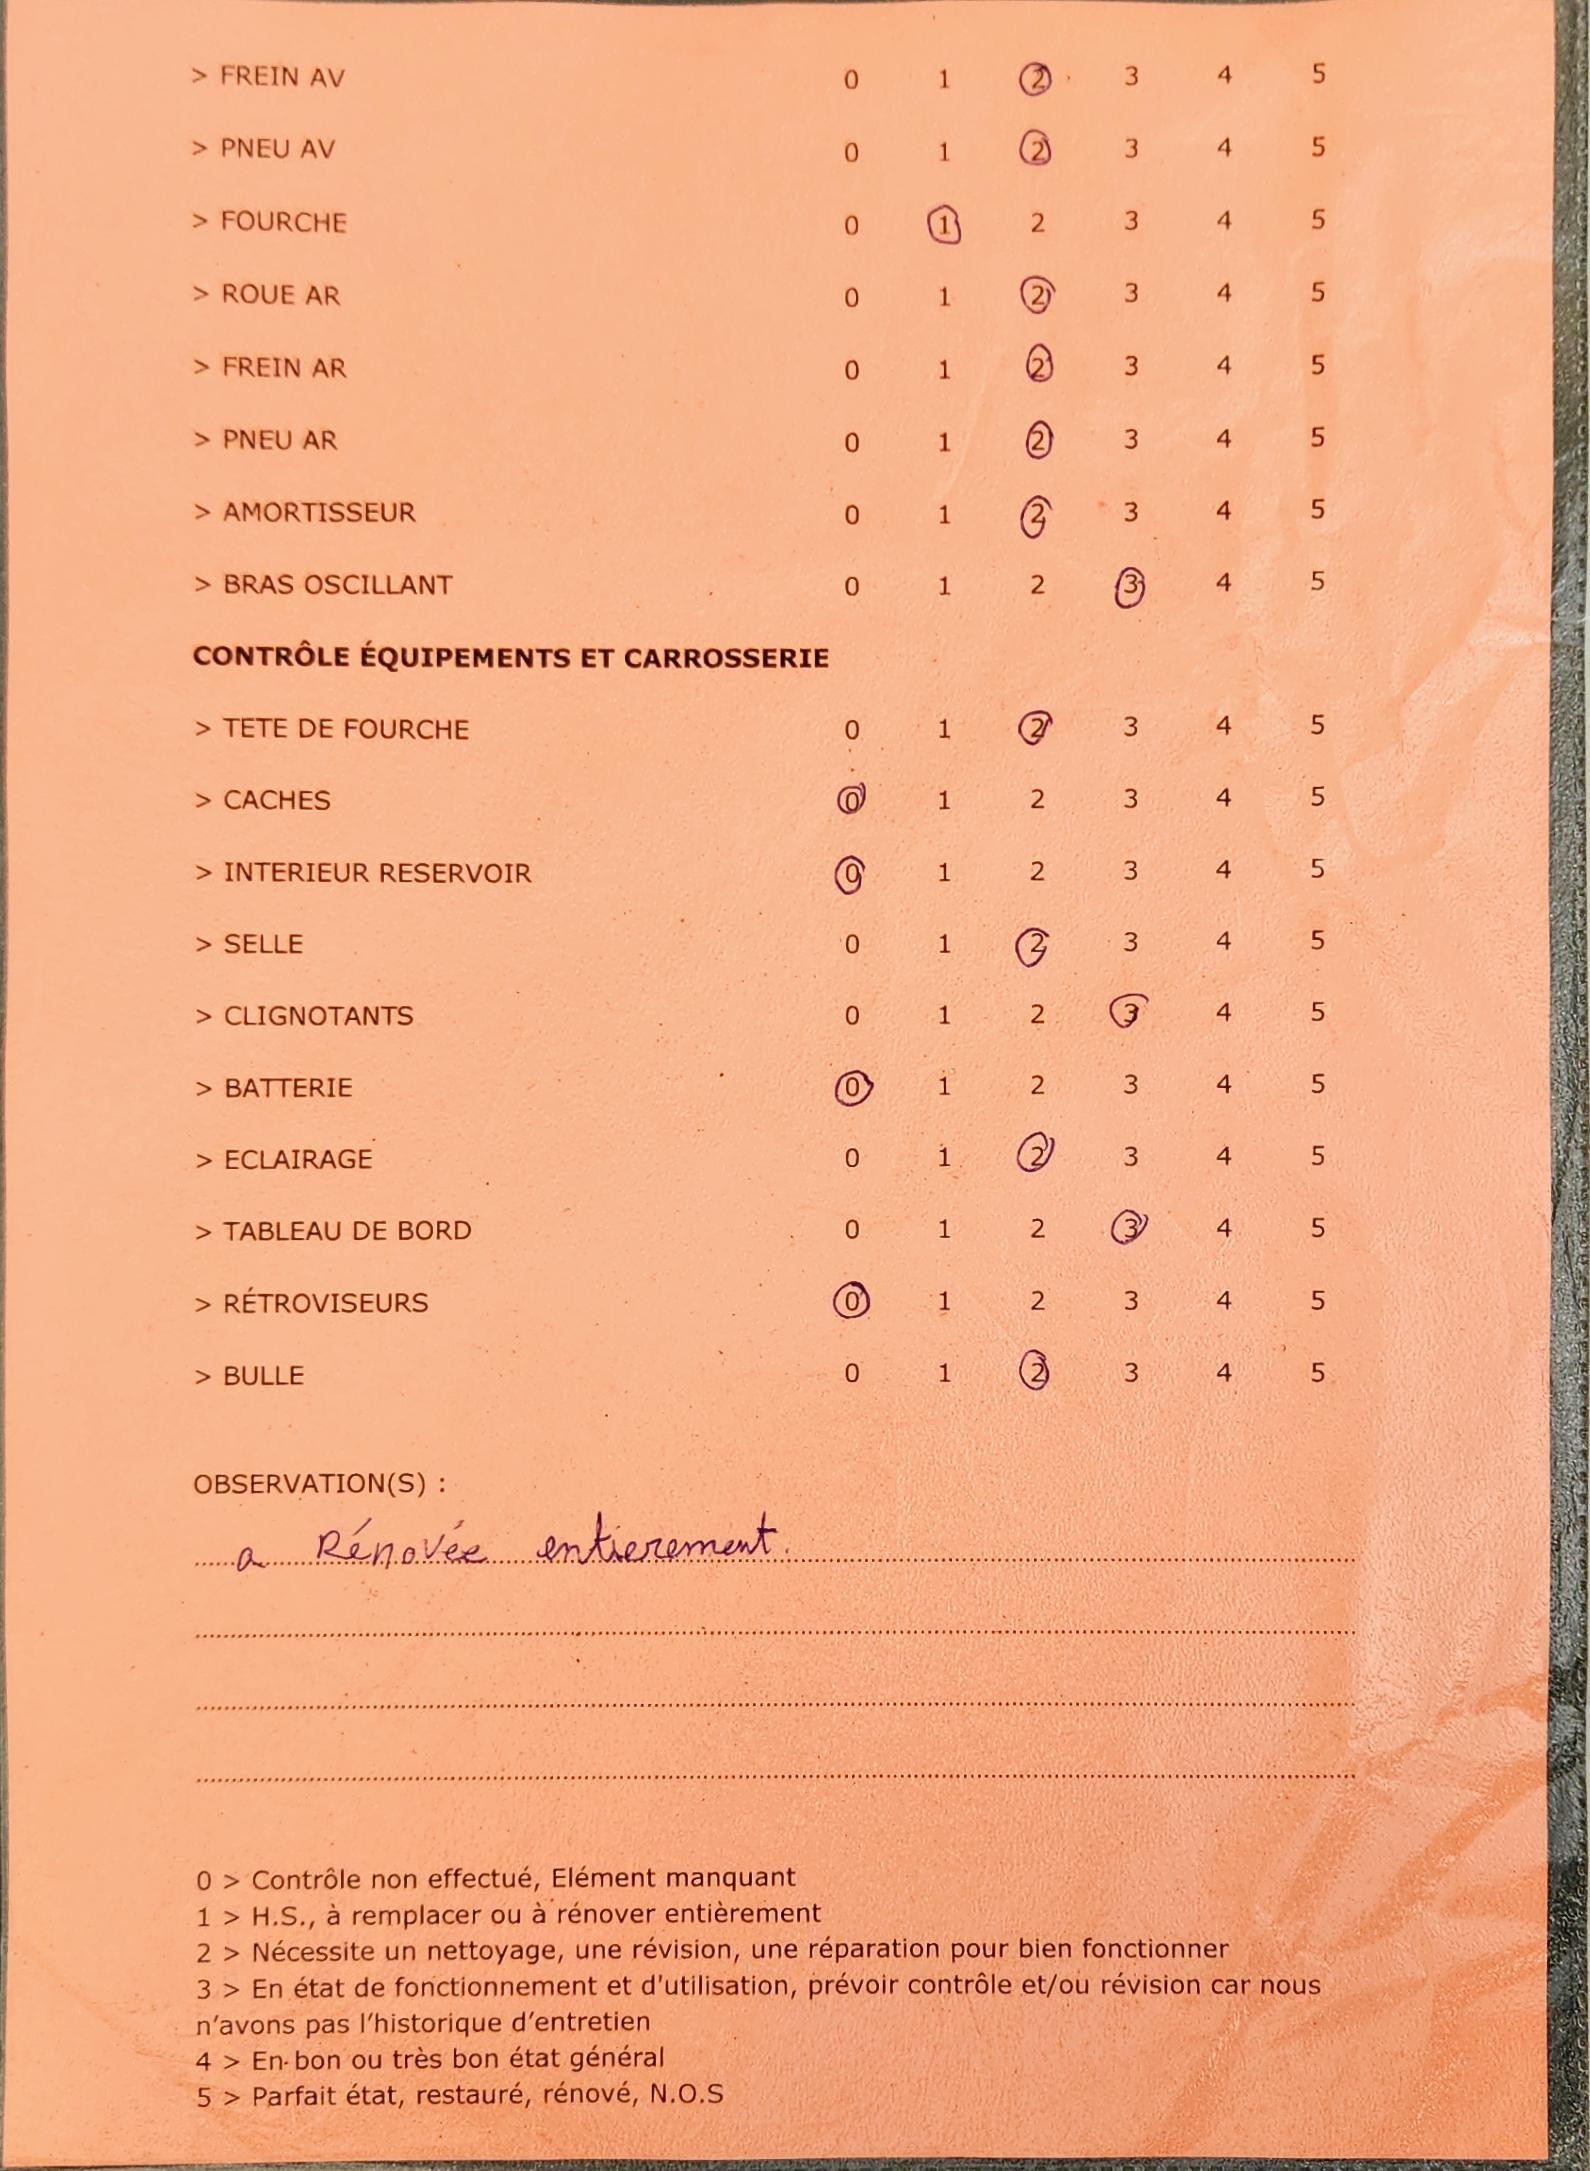 > FREIN AV 0 1 2 3 4 5
> PNEU AV 0 1 2 3 4 5
> FOURCHE 0 1 2 3 4 5
> ROUE AR 0 1 2 3 4 5
> FREIN AR 0 1 2 3 4 5
> PNEU AR 0 1 2 3 4 5
> AMORTISSEUR 0 1 2 3 4 5
> BRAS OSCILLANT 0 1 2 3 4 5
CONTRÔLE ÉQUIPEMENTS ET CARROSSERIE
> TETE DE FOURCHE 0 1 2 3 4 5
> CACHES 0 1 2 3 4 5
> INTERIEUR RESERVOIR 0 1 2 3 4 5
> SELLE 0 1 2 3 4 5
> CLIGNOTANTS 0 1 2 3 4 5
> BATTERIE 0 1 2 3 4 5
> ECLAIRAGE 0 1 2 3 4 5
> TABLEAU DE BORD 0 1 2 3 4 5
> RÉTROVISEURS 0 1 2 3 4 5
> BULLE 0 1 2 3 4 5
OBSERVATION(S) :
a Rénovée entierement.
0 > Contrôle non effectué, Elément manquant
1 > H.S., à remplacer ou à rénover entièrement
2 > Nécessite un nettoyage, une révision, une réparation pour bien fonctionner
3 > En état de fonctionnement et d'utilisation, prévoir contrôle et/ou révision car nous
n'avons pas l'historique d'entretien
4 > En bon ou très bon état général
5 > Parfait état, restauré, rénové, N.O.S